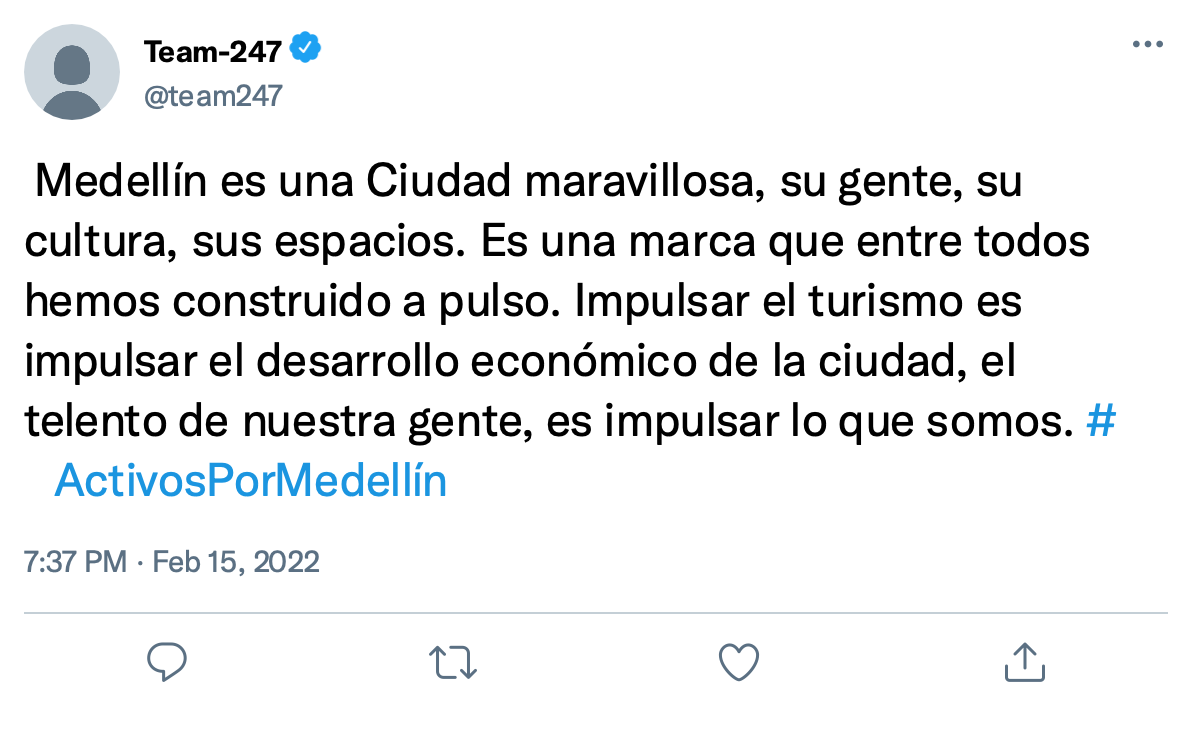 Team-247
@team247
Medellín es una Ciudad maravillosa, su gente, su
cultura, sus espacios. Es una marca que entre todos
hemos construido a pulso. Impulsar el turismo es
impulsar el desarrollo económico de la ciudad, el
telento de nuestra gente, es impulsar lo que somos. #
ActivosPorMedellín
7:37 PM · Feb 15, 2022